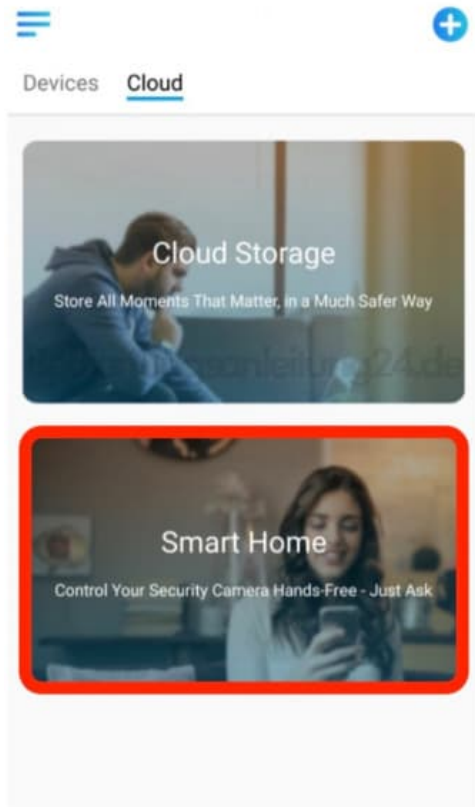 Devices Cloud
Cloud Storage
Store All Moments That Matter, in a Much Safer Way
Smart Home
Control Your Security Camera Hands-Free - Just Ask